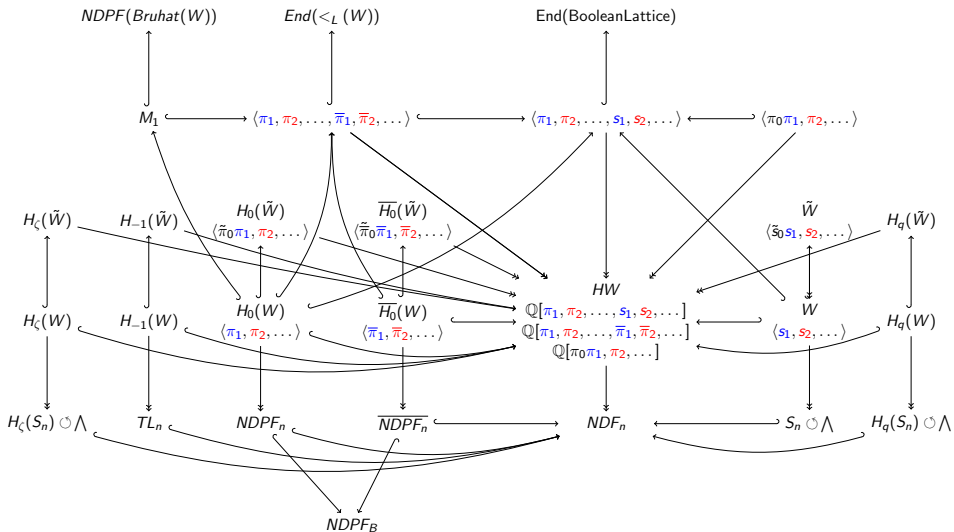 NDPF(Bruhat(W)) End(<_L (W)) End(BooleanLattice)
M₁ ⟨π₁, π₂, …, π̅₁, π̅₂, …⟩ ⟨π₁, π₂, …, s₁, s₂, …⟩ ⟨π₀π₁, π₂, …⟩
H_ζ(W̃) H₋₁(W̃) H₀(W̃) H̅₀̅(W̃) W̃ H_q(W̃)
⟨π̃₀π₁, π₂, …⟩ ⟨π̅̃₀π̅₁, π̅₂, …⟩ ⟨s̃₀s₁, s₂, …⟩
HW
H_ζ(W) H₋₁(W) H₀(W) H̅₀̅(W) ℚ[π₁, π₂, …, s₁, s₂, …] W H_q(W)
⟨π₁, π₂, …⟩ ⟨π̅₁, π̅₂, …⟩ ℚ[π₁, π₂, …, π̅₁, π̅₂, …] ⟨s₁, s₂, …⟩
ℚ[π₀π₁, π₂, …]
H_ζ(S_n) ↺ ⋀ TL_n NDPF_n N̅D̅P̅F̅_n NDF_n S_n ↺ ⋀ H_q(S_n) ↺ ⋀
NDPF_B